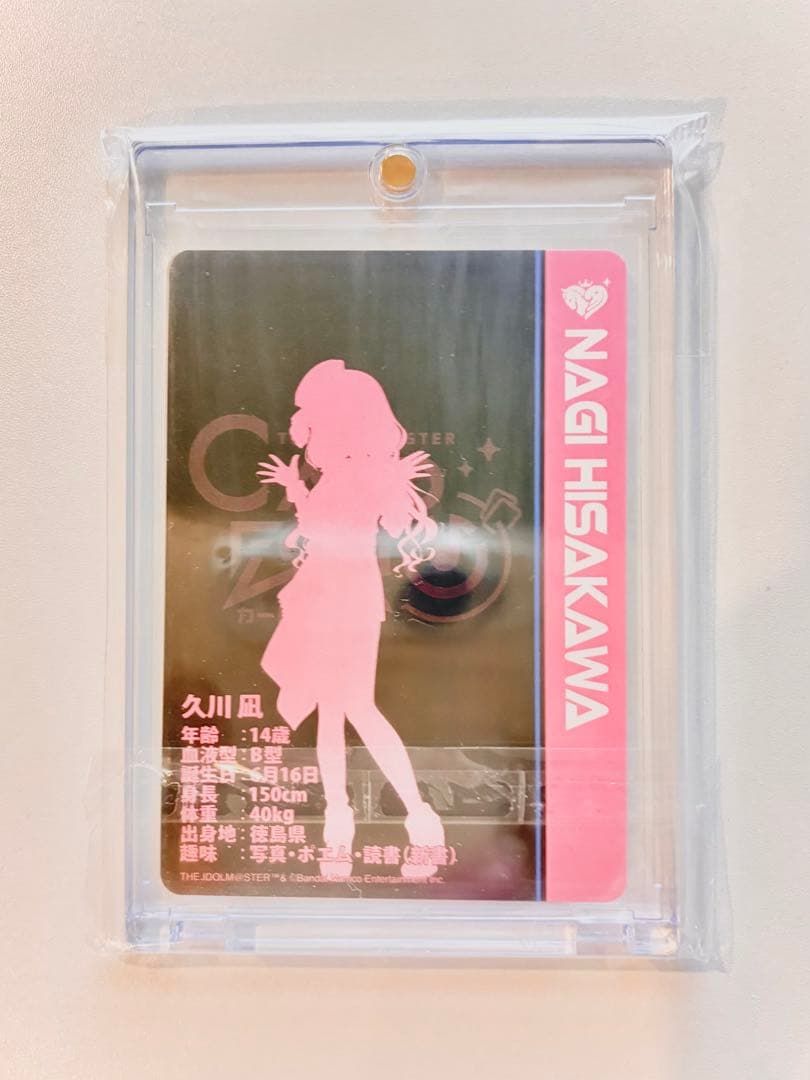 NAGI HISAKAWA
久川 凪
年齢 :14歳
血液型:B型
誕生日:6月16日
身長 :150cm
体重 :40kg
出身地:徳島県
趣味 :写真・ポエム・読書(新書)
THE IDOLM@STER™& ©Bandai Namco Entertainment Inc.